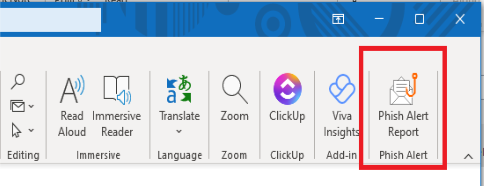 Read
Aloud
Immersive
Reader
Translate
Zoom
ClickUp
Viva
Insights
Phish Alert
Report
Editing
Immersive
Language
Zoom
ClickUp
Add-in
Phish Alert